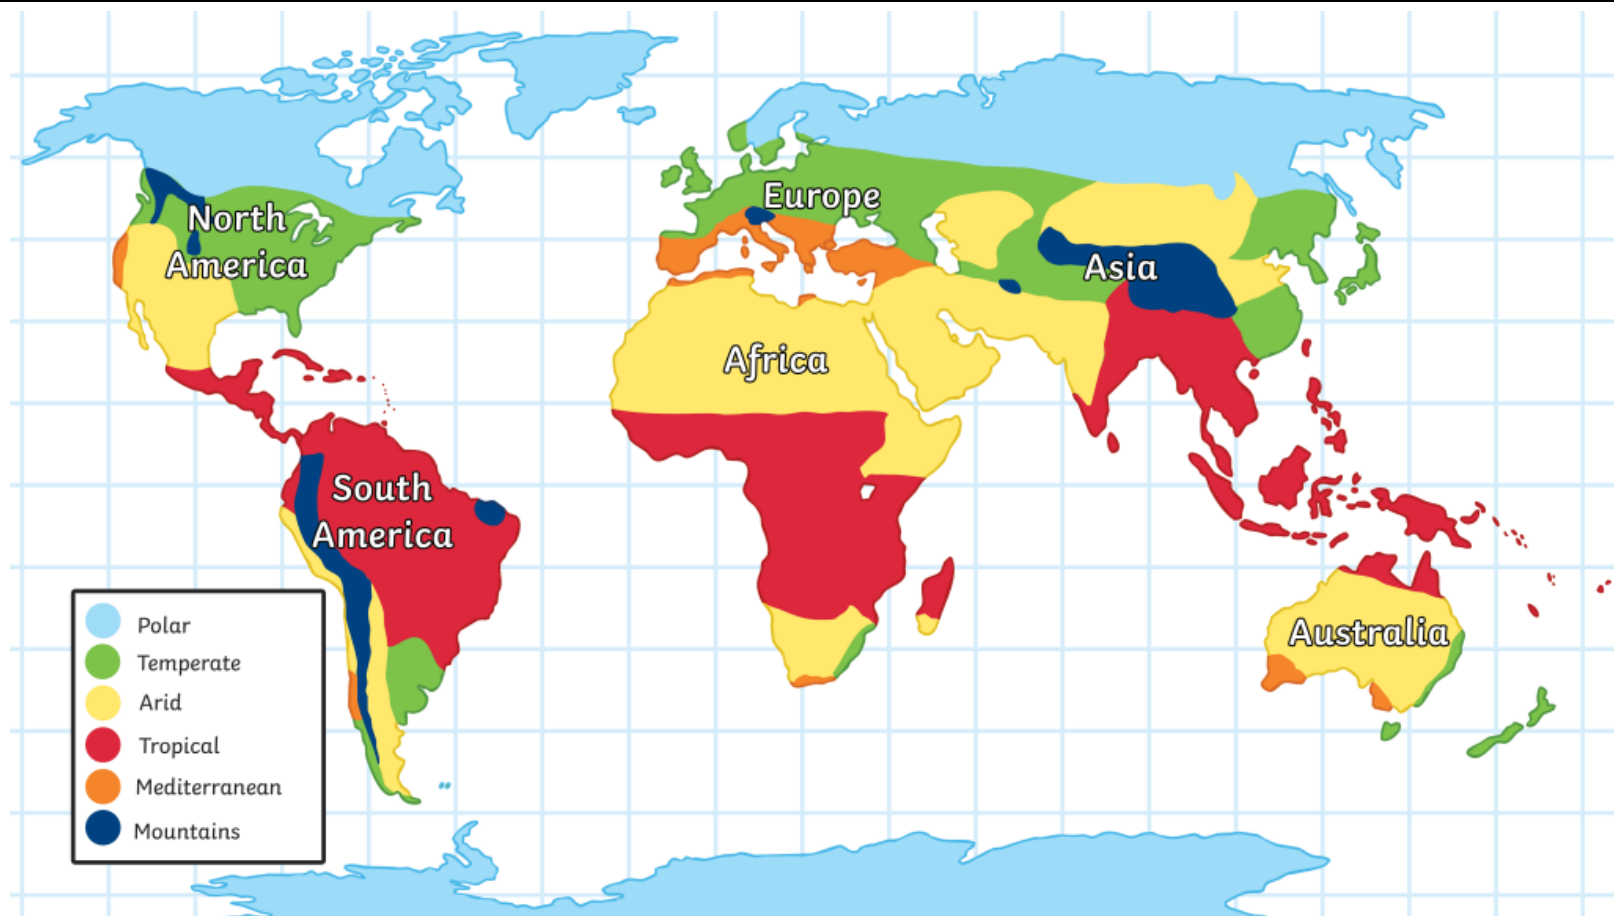 North
America
Europe
Asia
Africa
South
America
Australia
Polar
Temperate
Arid
Tropical
Mediterranean
Mountains